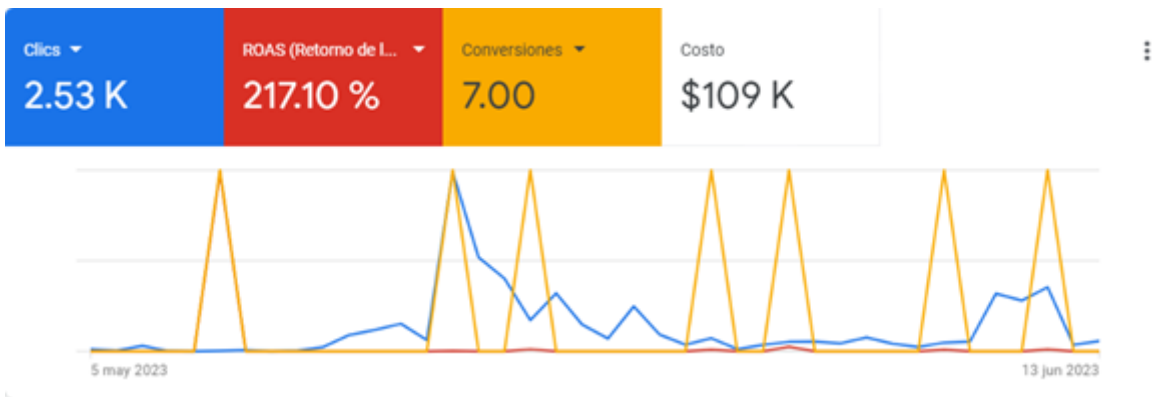 Clics
ROAS (Retorno de l...
Conversiones
Costo
2.53 K
217.10 %
7.00
$109 K
5 may 2023
13 jun 2023